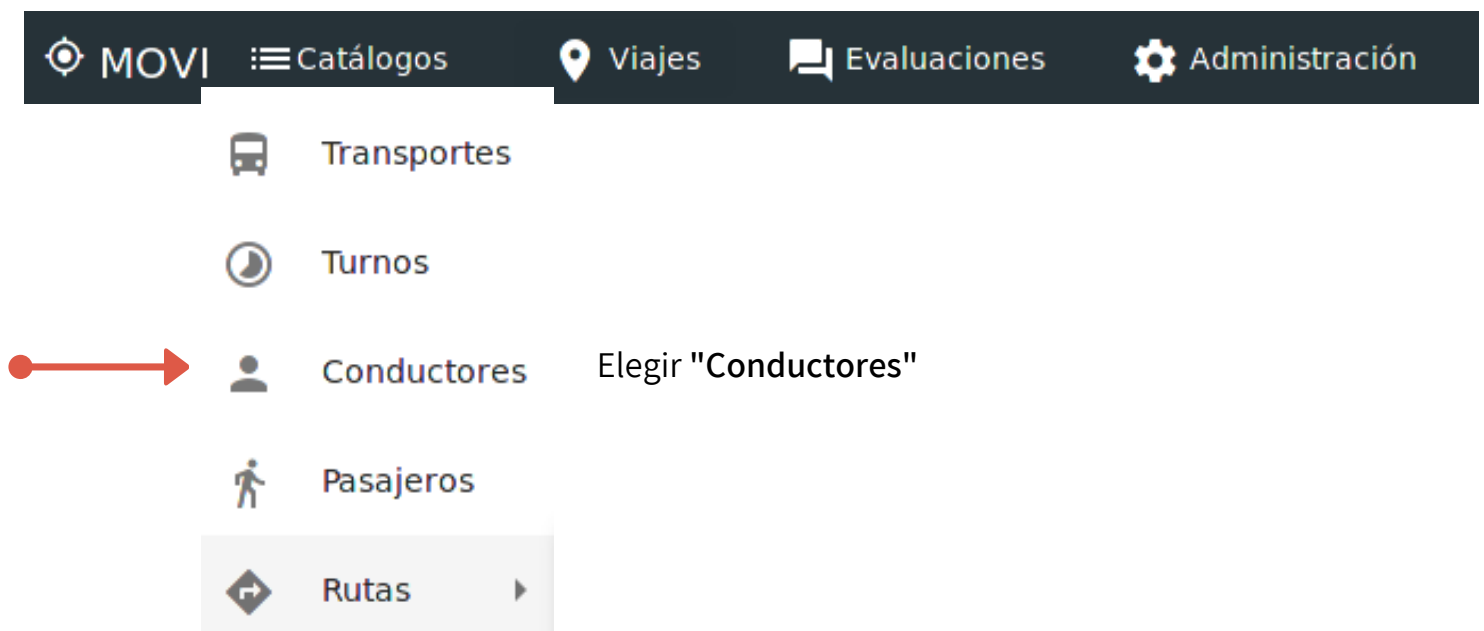 MOVI Catálogos Viajes Evaluaciones Administración
Transportes
Turnos
Conductores Elegir "Conductores"
Pasajeros
Rutas